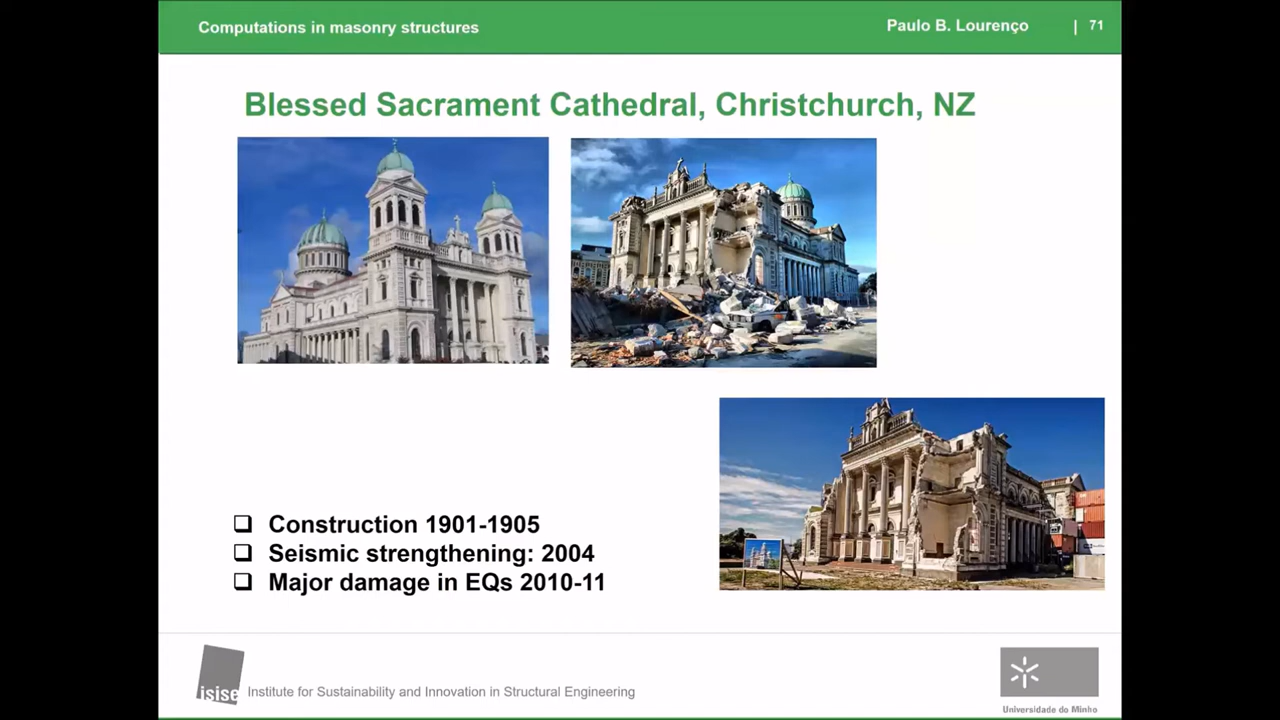 Computations in masonry structures
Paulo B. Lourenço | 71
Blessed Sacrament Cathedral, Christchurch, NZ
Construction 1901-1905
Seismic strengthening: 2004
Major damage in EQs 2010-11
isise
Institute for Sustainability and Innovation in Structural Engineering
Universidade do Minho